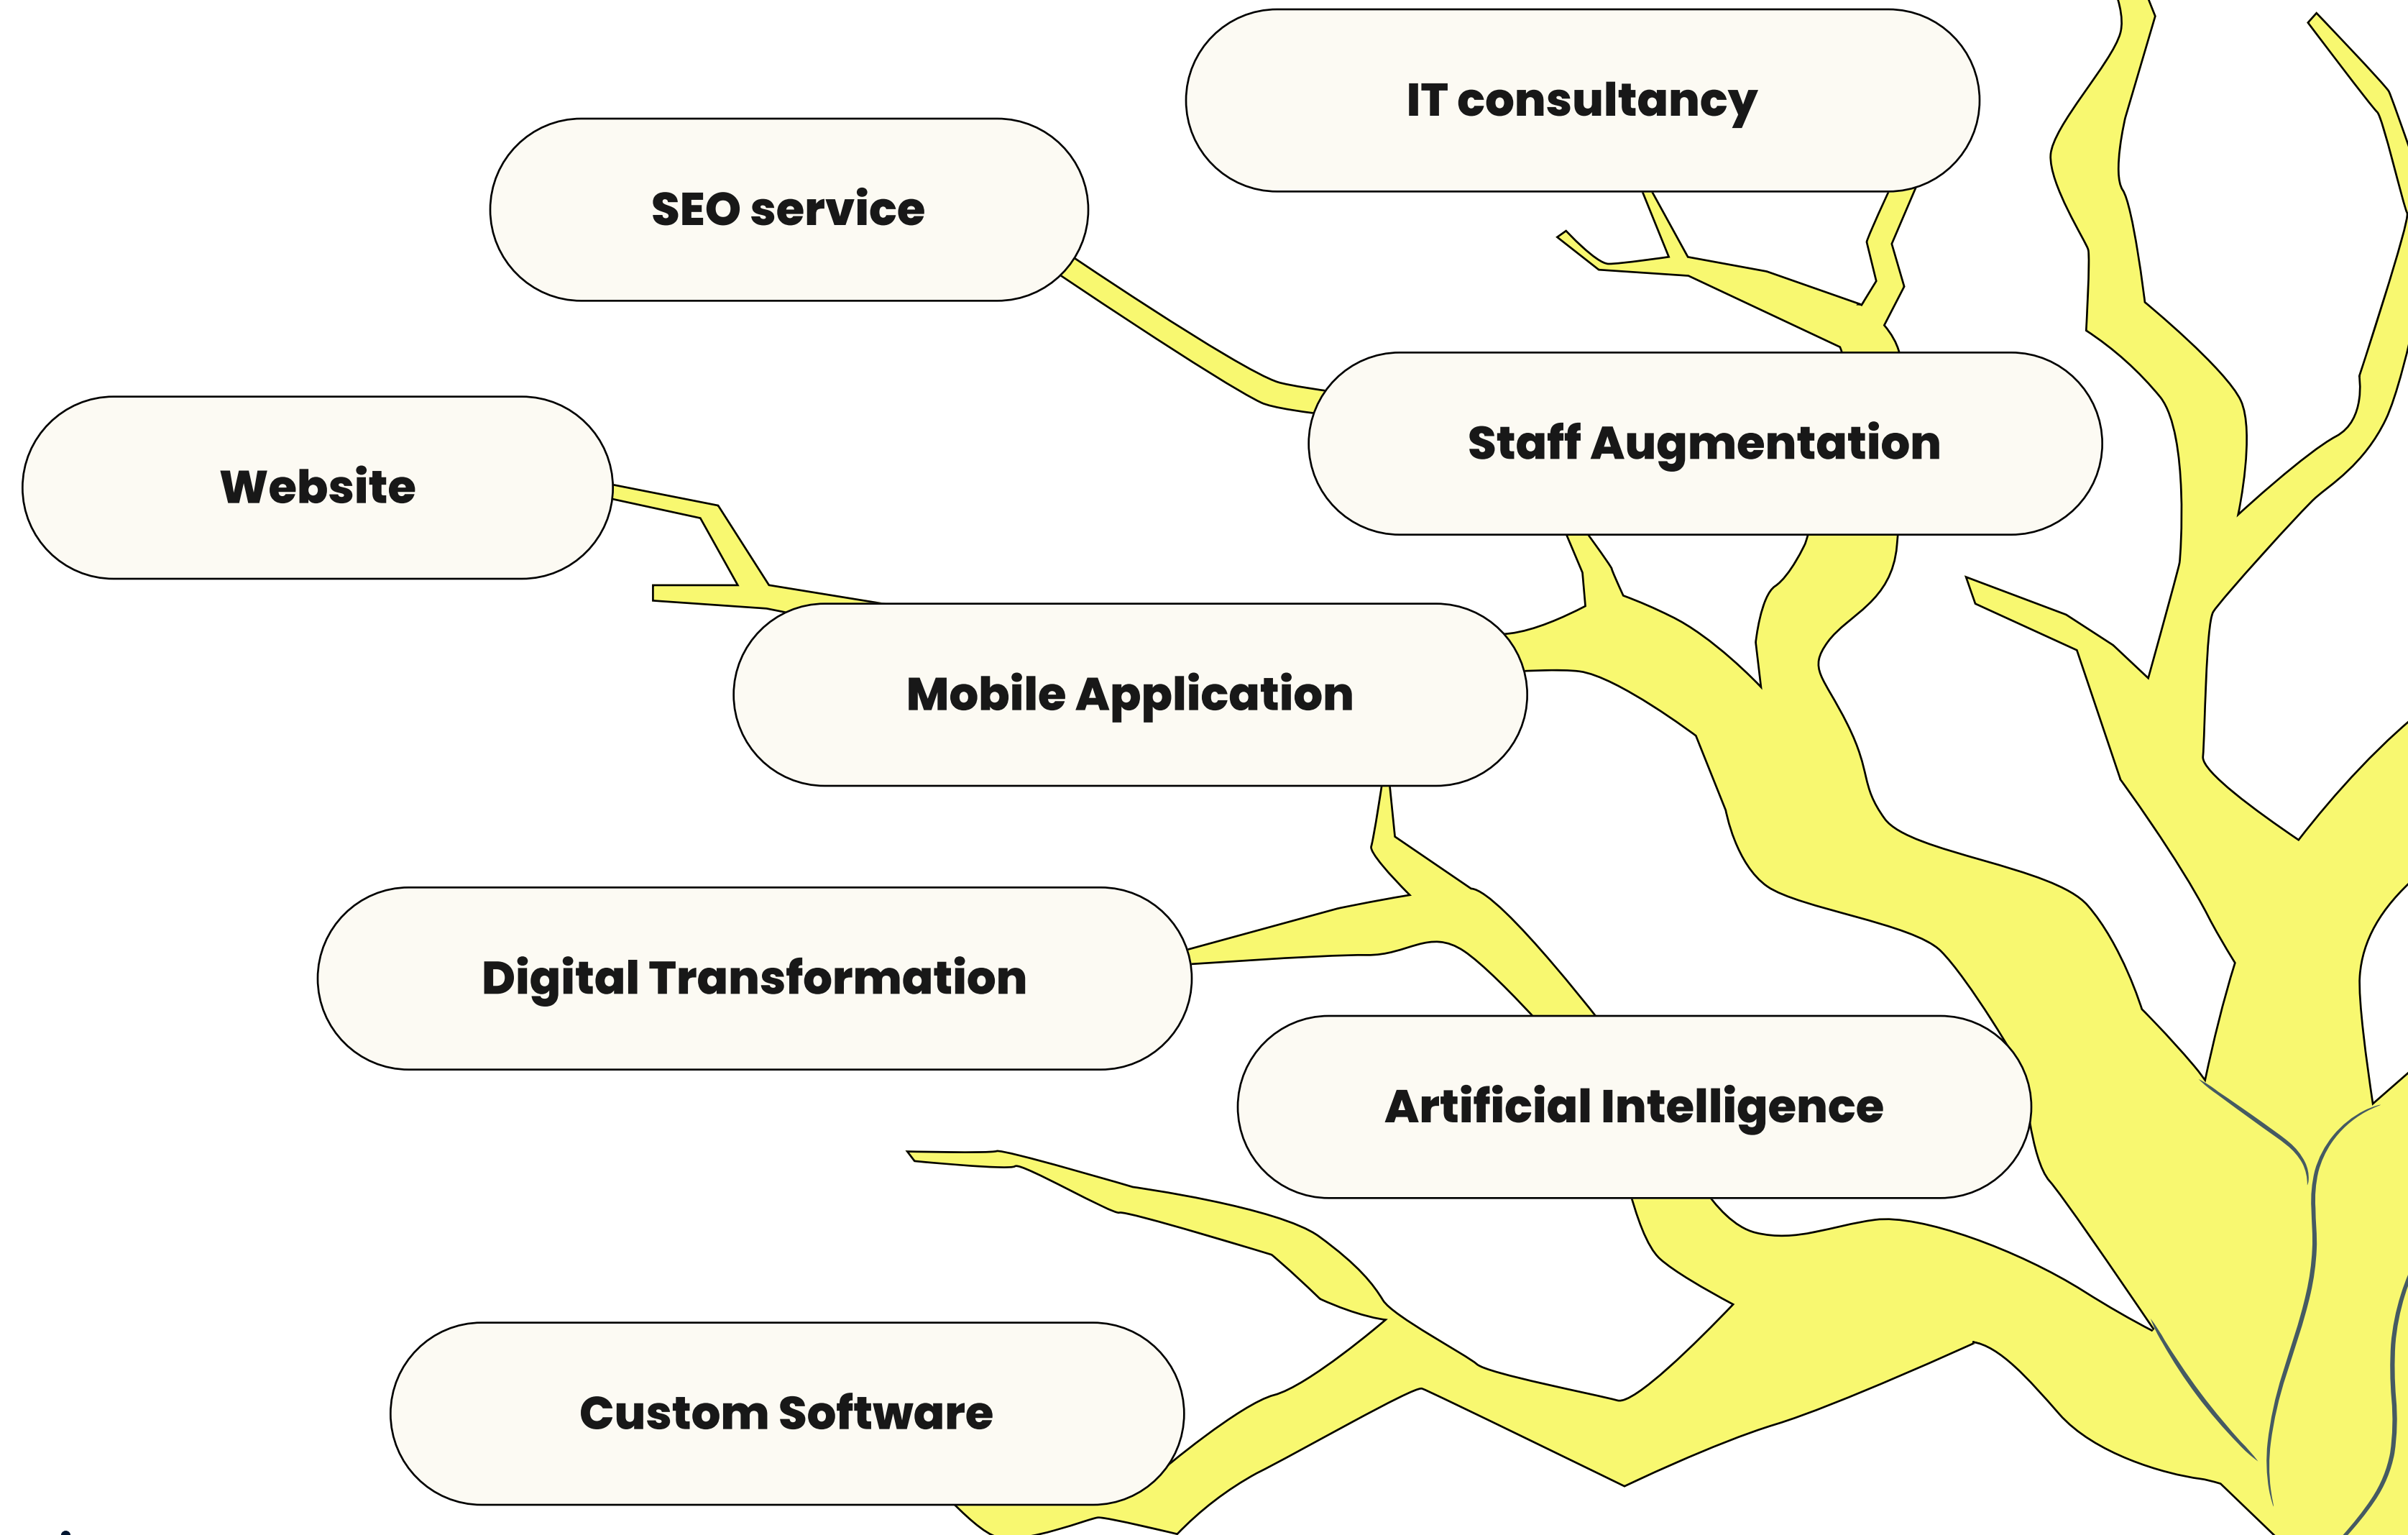 IT consultancy
SEO service
Staff Augmentation
Website
Mobile Application
Digital Transformation
Artificial Intelligence
Custom Software